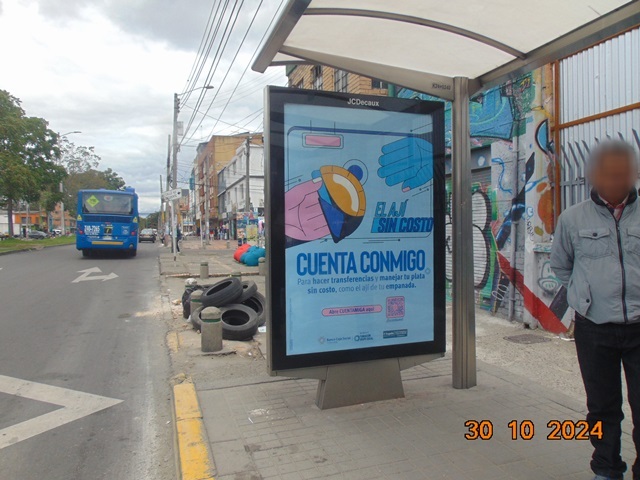 JCDecaux
EL AJÍ
SIN COSTO
CUENTA CONMIGO
Para hacer transferencias y manejar tu plata
sin costo, como el ají de tu empanada.
30 10 2024